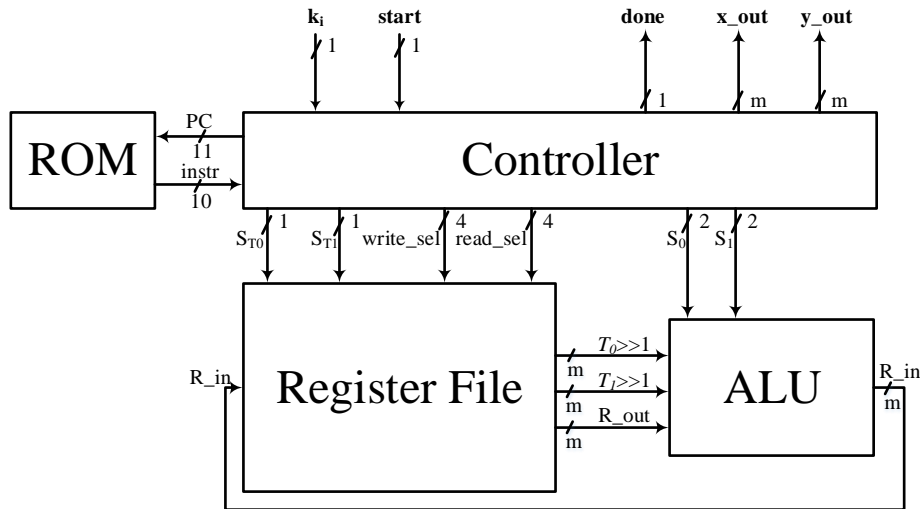 kᵢ start done x_out y_out
1 1 1 m m
ROM
PC
11
instr
10
Controller
1 1 4 4 2 2
S_T0 S_T1 write_sel read_sel S₀ S₁
Register File
R_in
T₀>>1
m
T₁>>1
m
R_out
m
ALU
R_in
m